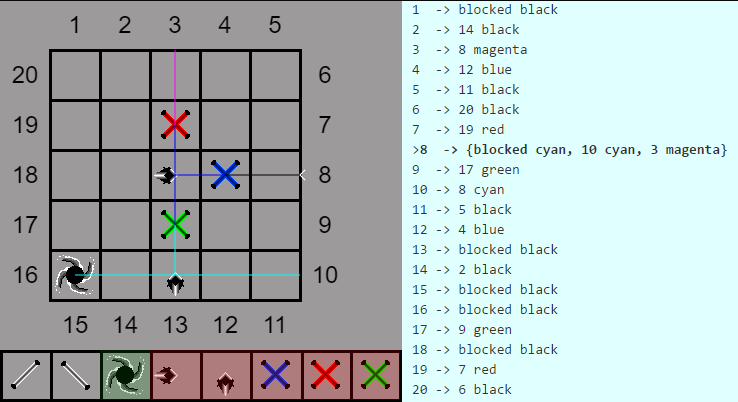 1 2 3 4 5
20 6
19 7
18 8
17 9
16 10
15 14 13 12 11
1 -> blocked black
2 -> 14 black
3 -> 8 magenta
4 -> 12 blue
5 -> 11 black
6 -> 20 black
7 -> 19 red
>8 -> {blocked cyan, 10 cyan, 3 magenta}
9 -> 17 green
10 -> 8 cyan
11 -> 5 black
12 -> 4 blue
13 -> blocked black
14 -> 2 black
15 -> blocked black
16 -> blocked black
17 -> 9 green
18 -> blocked black
19 -> 7 red
20 -> 6 black